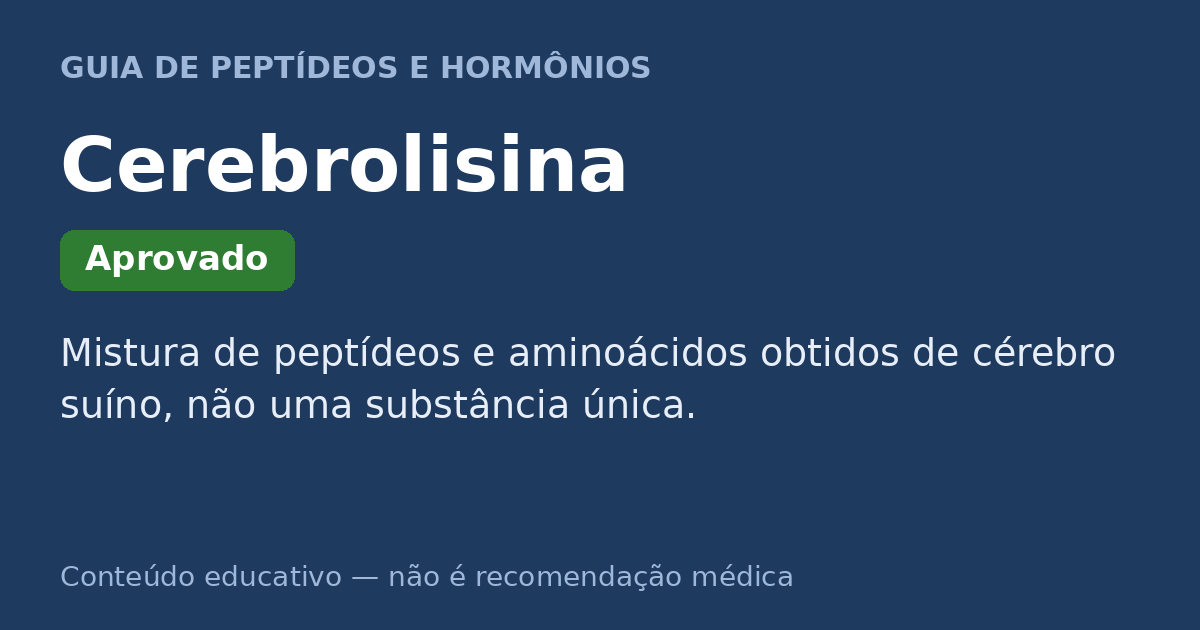 GUIA DE PEPTÍDEOS E HORMÔNIOS
Cerebrolisina
Aprovado
Mistura de peptídeos e aminoácidos obtidos de cérebro
suíno, não uma substância única.
Conteúdo educativo — não é recomendação médica